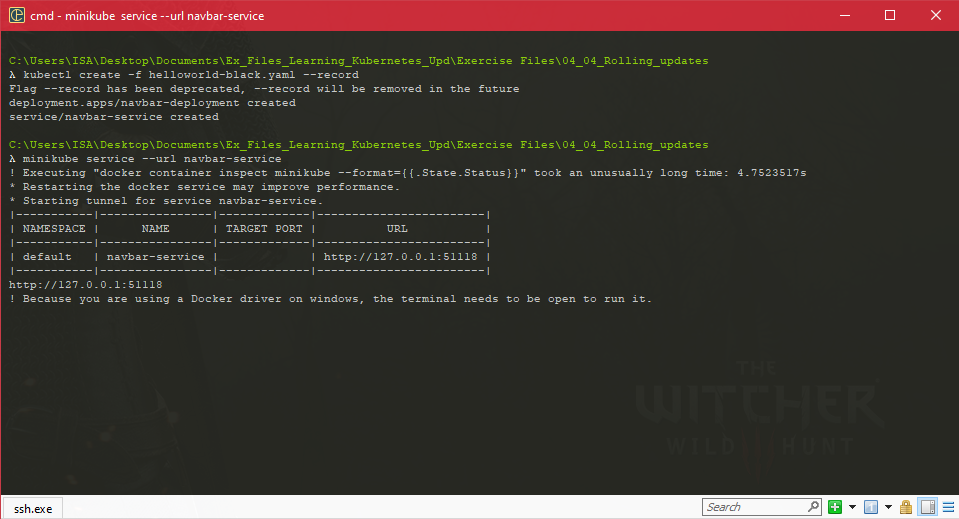 cmd - minikube service --url navbar-service
C:\Users\ISA\Desktop\Documents\Ex_Files_Learning_Kubernetes_Upd\Exercise Files\04_04_Rolling_updates
λ kubectl create -f helloworld-black.yaml --record
Flag --record has been deprecated, --record will be removed in the future
deployment.apps/navbar-deployment created
service/navbar-service created
C:\Users\ISA\Desktop\Documents\Ex_Files_Learning_Kubernetes_Upd\Exercise Files\04_04_Rolling_updates
λ minikube service --url navbar-service
! Executing "docker container inspect minikube --format={{.State.Status}}" took an unusually long time: 4.7523517s
* Restarting the docker service may improve performance.
* Starting tunnel for service navbar-service.
|-----------|----------------|-------------|------------------------|
| NAMESPACE |      NAME      | TARGET PORT |          URL           |
|-----------|----------------|-------------|------------------------|
| default   | navbar-service |             | http://127.0.0.1:51118 |
|-----------|----------------|-------------|------------------------|
http://127.0.0.1:51118
! Because you are using a Docker driver on windows, the terminal needs to be open to run it.
THE
WITCHER
WILD HUNT
ssh.exe
Search